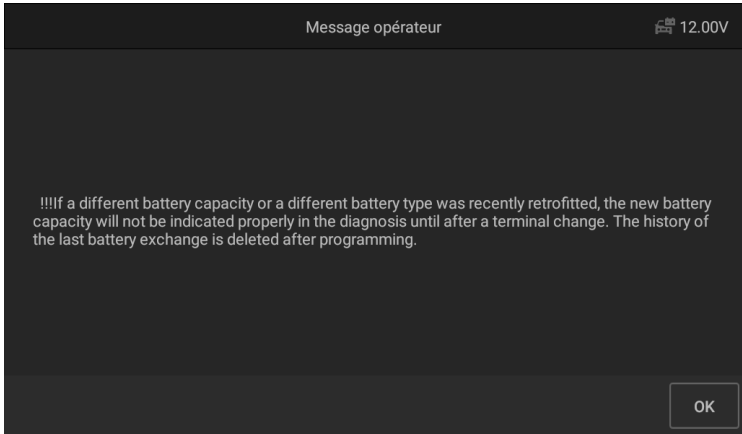 Message opérateur
12.00V
!!!If a different battery capacity or a different battery type was recently retrofitted, the new battery
capacity will not be indicated properly in the diagnosis until after a terminal change. The history of
the last battery exchange is deleted after programming.
OK